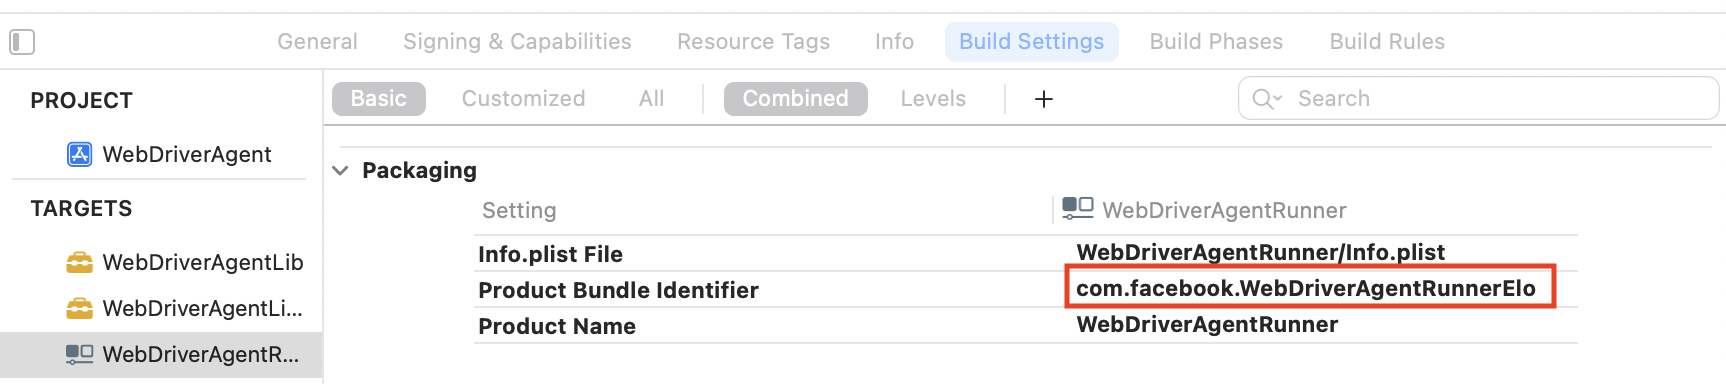 General Signing & Capabilities Resource Tags Info Build Settings Build Phases Build Rules
PROJECT
WebDriverAgent
TARGETS
WebDriverAgentLib
WebDriverAgentLi...
WebDriverAgentR...
Basic Customized All Combined Levels + Search
Packaging
Setting WebDriverAgentRunner
Info.plist File WebDriverAgentRunner/Info.plist
Product Bundle Identifier com.facebook.WebDriverAgentRunnerElo
Product Name WebDriverAgentRunner